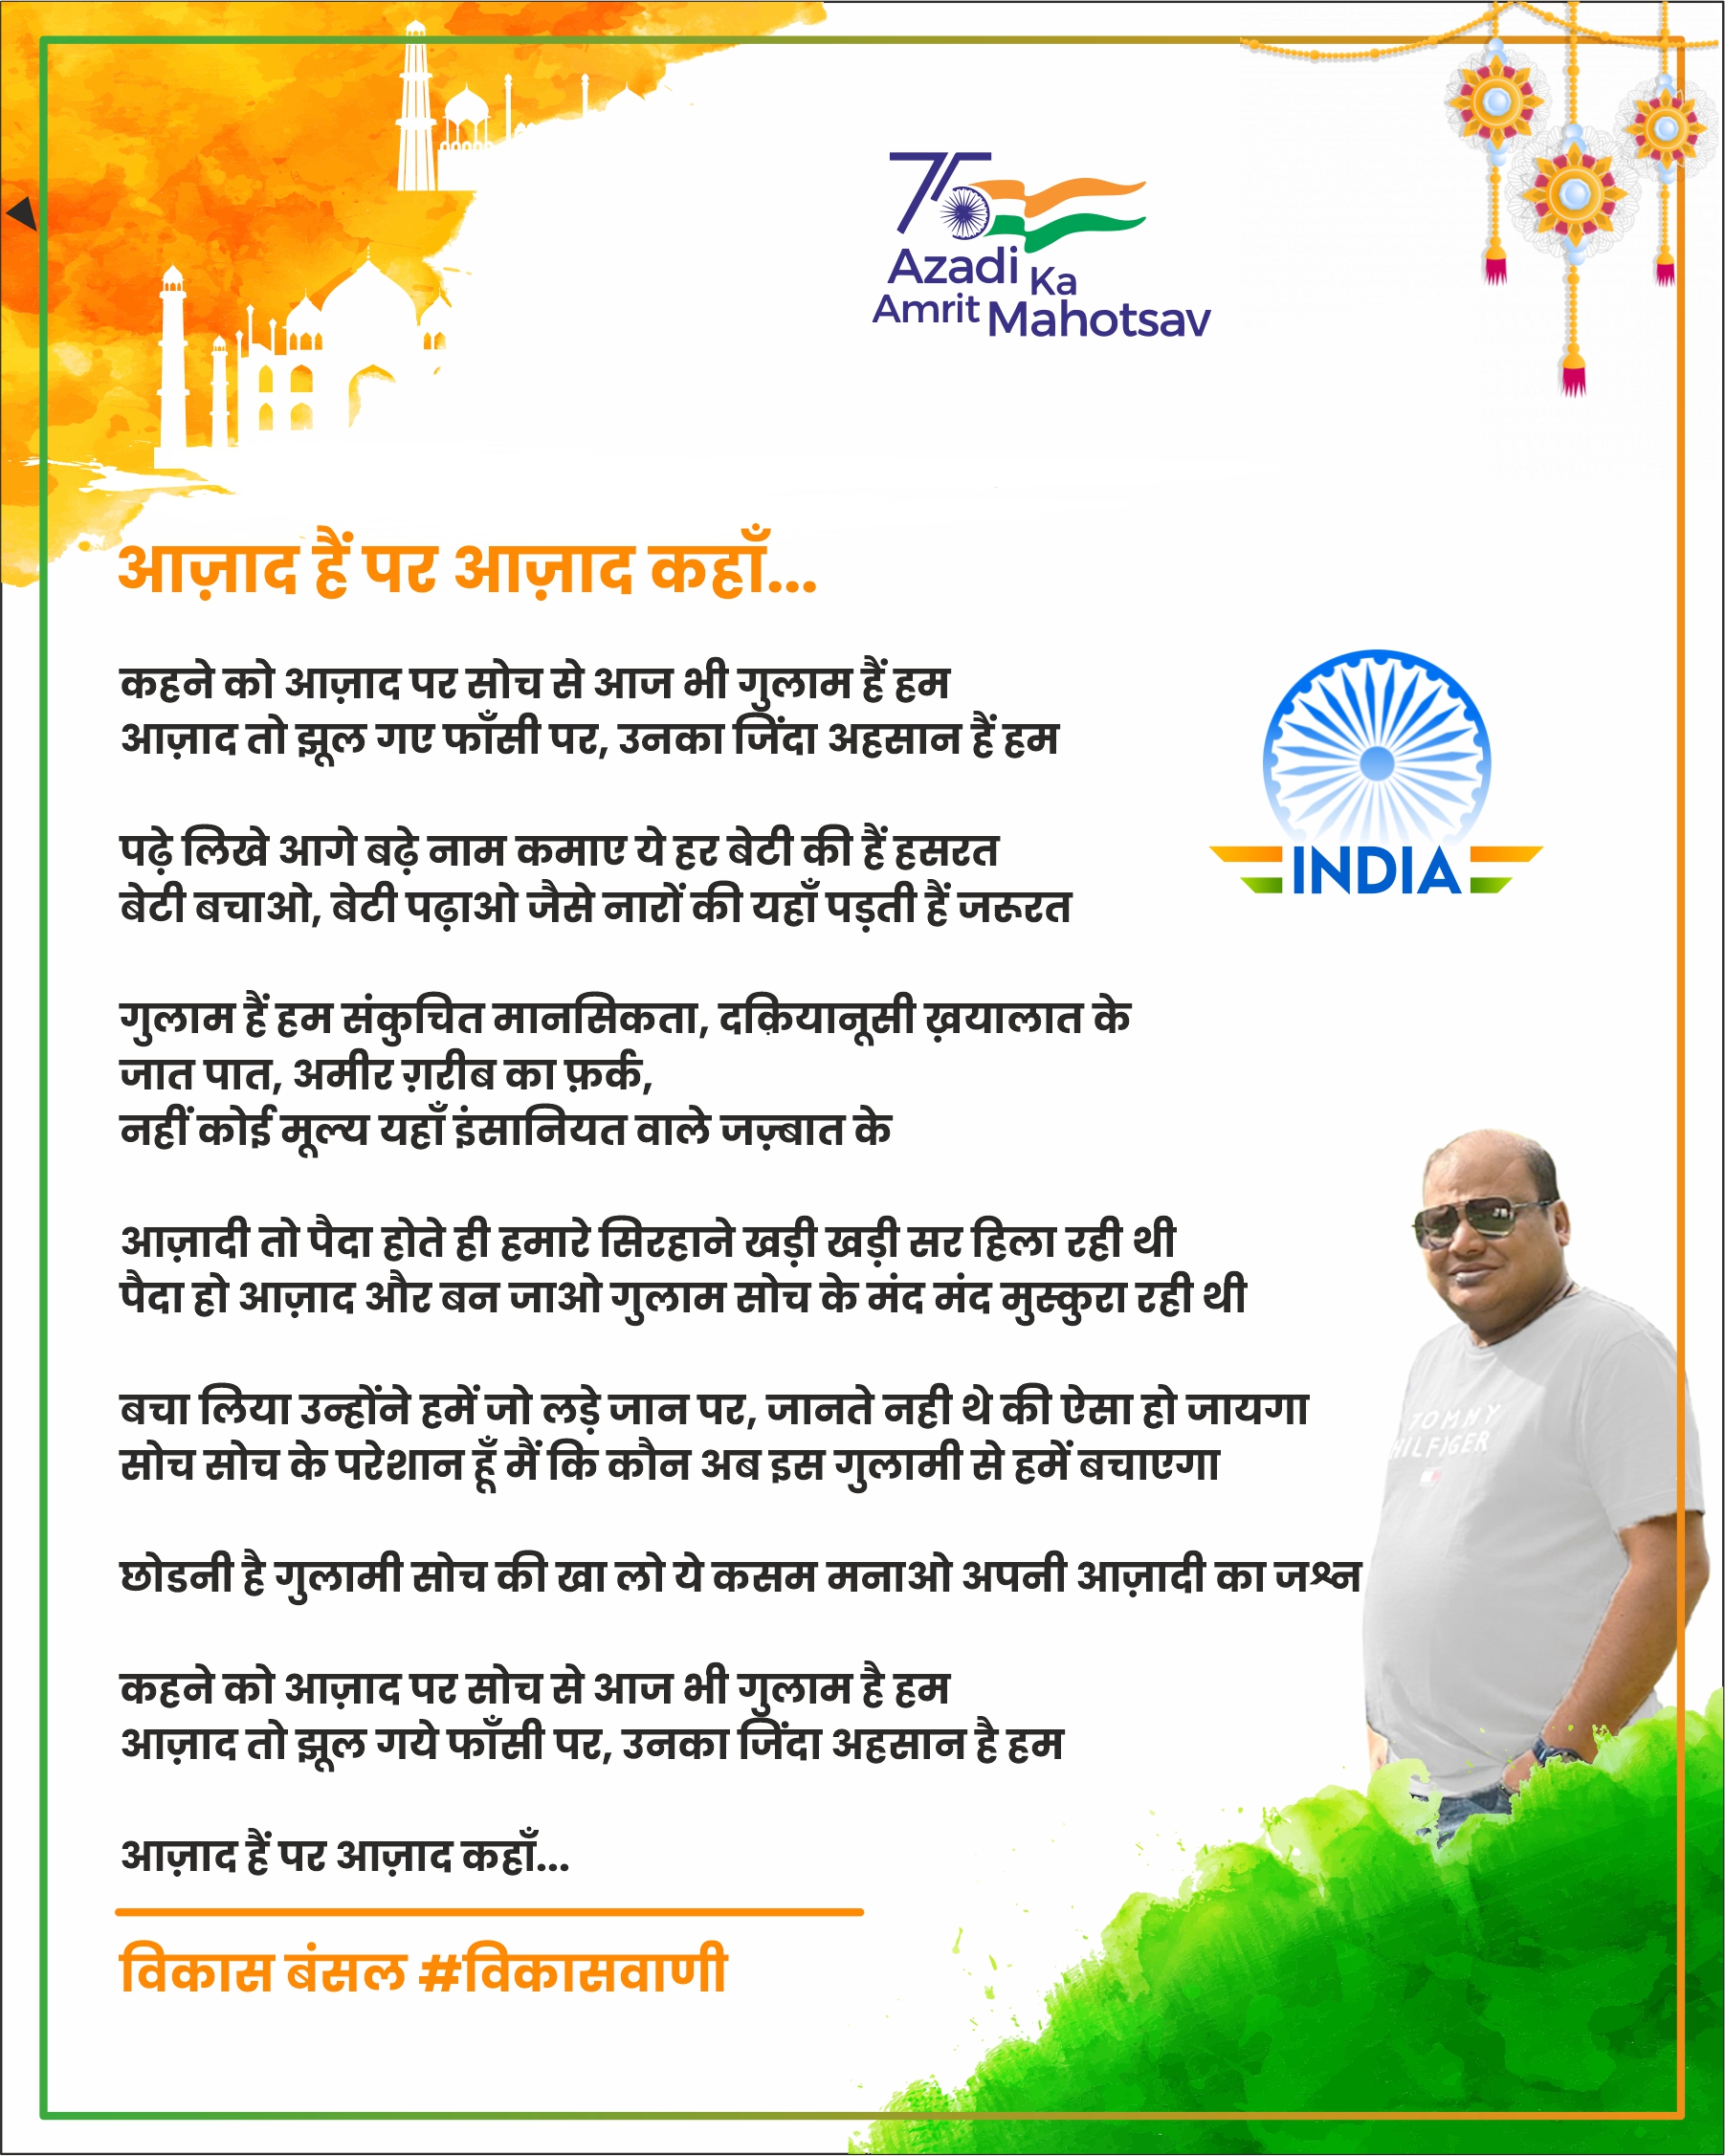 75
Azadi Ka
Amrit Mahotsav
आज़ाद हैं पर आज़ाद कहाँ...
कहने को आज़ाद पर सोच से आज भी गुलाम हैं हम
आज़ाद तो झूल गए फाँसी पर, उनका जिंदा अहसान हैं हम
पढ़े लिखे आगे बढ़े नाम कमाए ये हर बेटी की हैं हसरत
बेटी बचाओ, बेटी पढ़ाओ जैसे नारों की यहाँ पड़ती हैं जरूरत
INDIA
गुलाम हैं हम संकुचित मानसिकता, दक़ियानूसी ख़यालात के
जात पात, अमीर ग़रीब का फ़र्क,
नहीं कोई मूल्य यहाँ इंसानियत वाले जज़्बात के
आज़ादी तो पैदा होते ही हमारे सिरहाने खड़ी खड़ी सर हिला रही थी
पैदा हो आज़ाद और बन जाओ गुलाम सोच के मंद मंद मुस्कुरा रही थी
बचा लिया उन्होंने हमें जो लड़े जान पर, जानते नही थे की ऐसा हो जायगा
सोच सोच के परेशान हूँ मैं कि कौन अब इस गुलामी से हमें बचाएगा
TOMMY
HILFIGER
छोडनी है गुलामी सोच की खा लो ये कसम मनाओ अपनी आज़ादी का जश्न
कहने को आज़ाद पर सोच से आज भी गुलाम है हम
आज़ाद तो झूल गये फाँसी पर, उनका जिंदा अहसान है हम
आज़ाद हैं पर आज़ाद कहाँ...
विकास बंसल #विकासवाणी